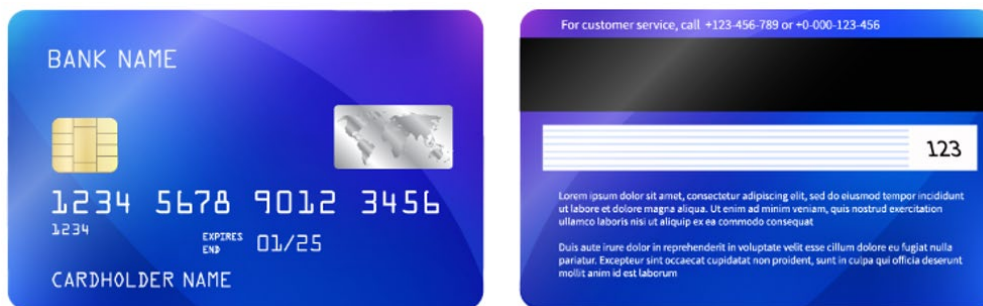 BANK NAME
1234 5678 9012 3456
1234
EXPIRES
END
01/25
CARDHOLDER NAME
For customer service, call +123-456-789 or +0-000-123-456
123
Lorem ipsum dolor sit amet, consectetur adipiscing elit, sed do eiusmod tempor incididunt
ut labore et dolore magna aliqua. Ut enim ad minim veniam, quis nostrud exercitation
ullamco laboris nisi ut aliquip ex ea commodo consequat
Duis aute irure dolor in reprehenderit in voluptate velit esse cillum dolore eu fugiat nulla
pariatur. Excepteur sint occaecat cupidatat non proident, sunt in culpa qui officia deserunt
mollit anim id est laborum